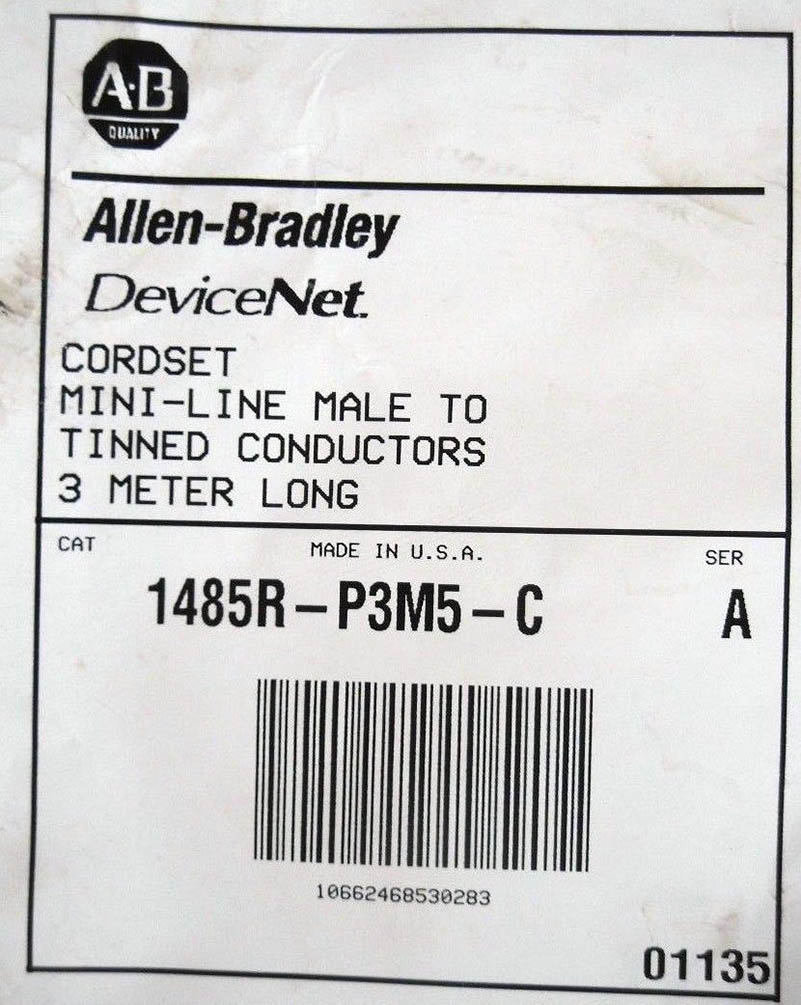 A·B
QUALITY
Allen-Bradley
DeviceNet.
CORDSET
MINI-LINE MALE TO
TINNED CONDUCTORS
3 METER LONG
CAT MADE IN U.S.A. SER
1485R-P3M5-C A
10662468530283
01135